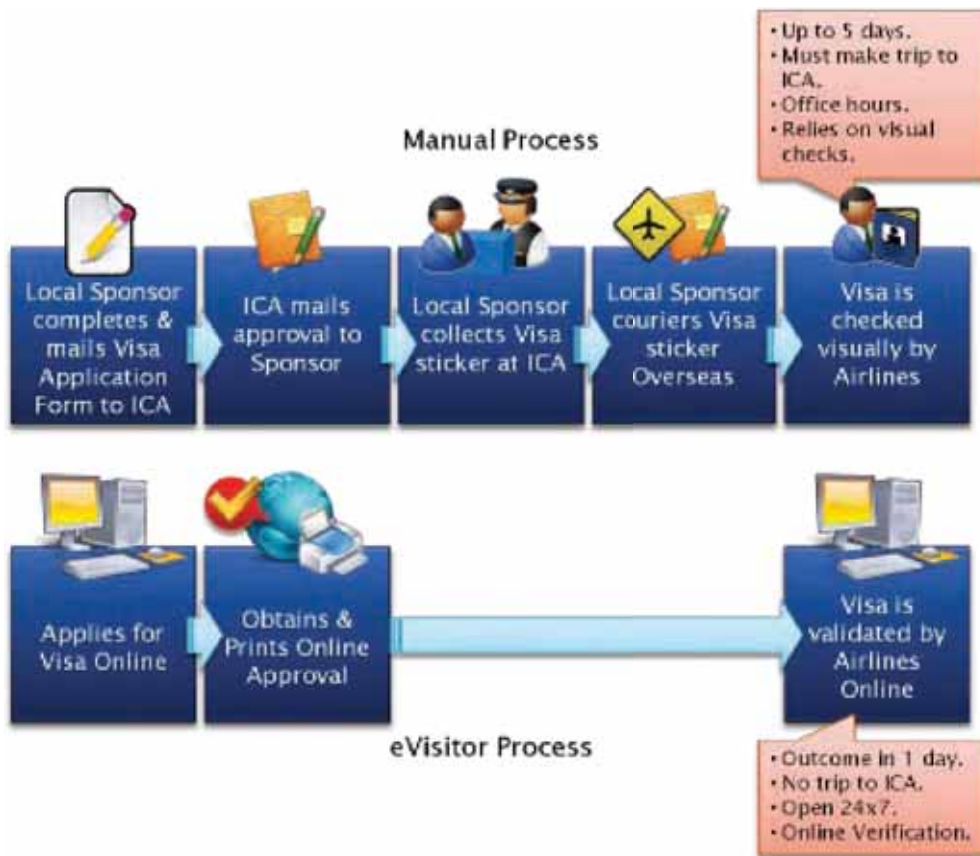 • Up to 5 days.
• Must make trip to
ICA.
• Office hours.
• Relies on visual
checks.
Manual Process
Local Sponsor
completes &
mails Visa
Application
Form to ICA
ICA mails
approval to
Sponsor
Local Sponsor
collects Visa
sticker at ICA
Local Sponsor
couriers Visa
sticker
Overseas
Visa is
checked
visually by
Airlines
Applies for
Visa Online
Obtains &
Prints Online
Approval
Visa is
validated by
Airlines
Online
eVisitor Process
• Outcome in 1 day.
• No trip to ICA.
• Open 24x7.
• Online Verification.